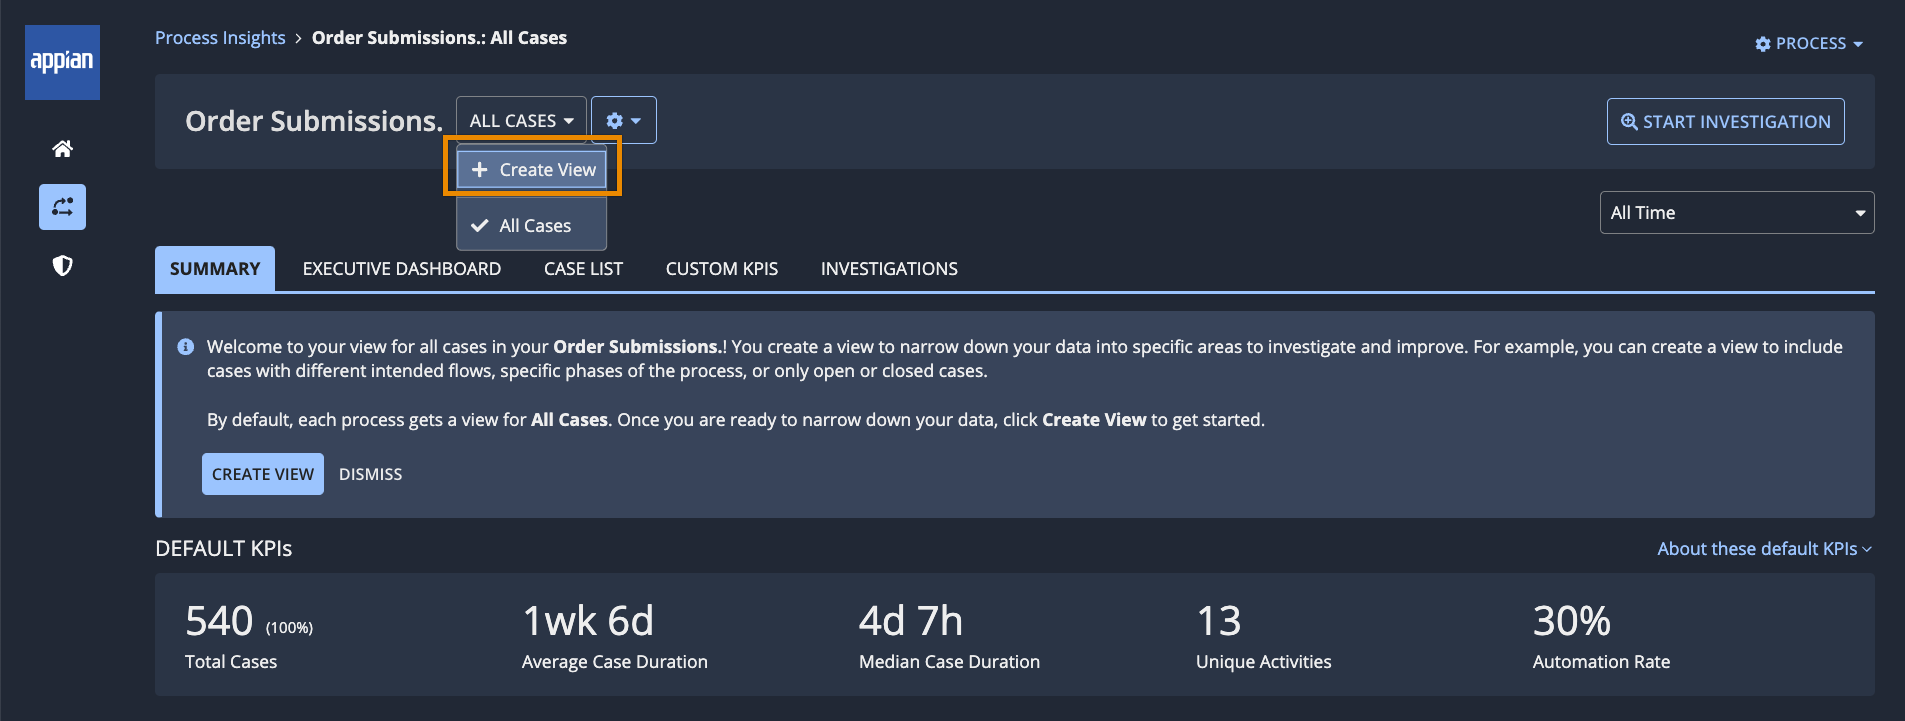 appian
Process Insights > Order Submissions.: All Cases
PROCESS
Order Submissions.
ALL CASES
START INVESTIGATION
+ Create View
All Cases
All Time
SUMMARY
EXECUTIVE DASHBOARD
CASE LIST
CUSTOM KPIS
INVESTIGATIONS
Welcome to your view for all cases in your Order Submissions.! You create a view to narrow down your data into specific areas to investigate and improve. For example, you can create a view to include
cases with different intended flows, specific phases of the process, or only open or closed cases.
By default, each process gets a view for All Cases. Once you are ready to narrow down your data, click Create View to get started.
CREATE VIEW
DISMISS
DEFAULT KPIs
About these default KPIs
540 (100%)
Total Cases
1wk 6d
Average Case Duration
4d 7h
Median Case Duration
13
Unique Activities
30%
Automation Rate